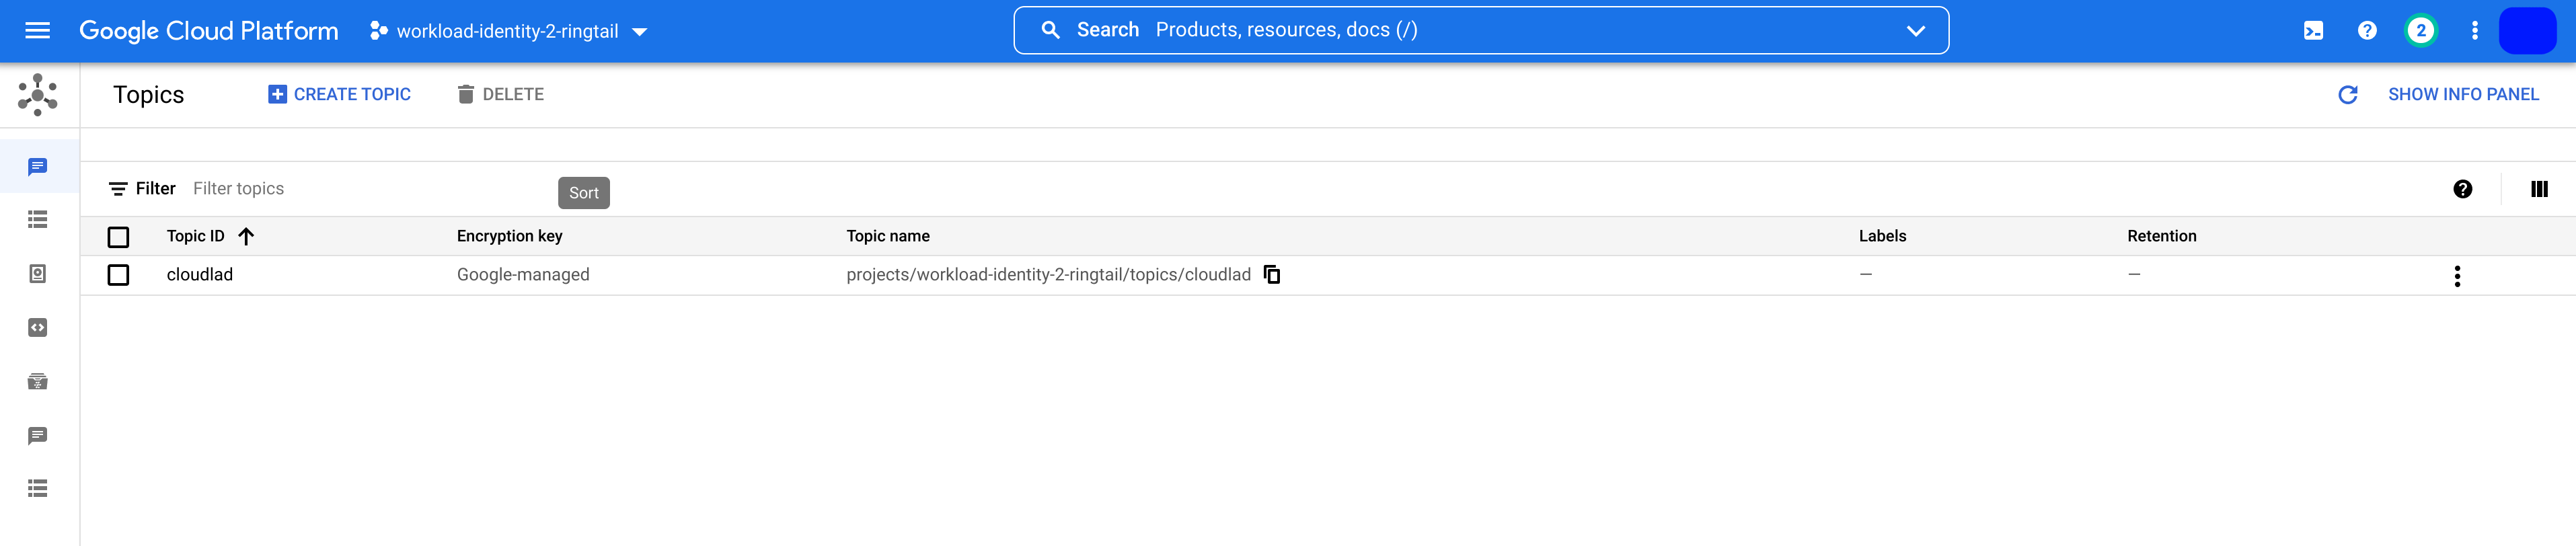 Google Cloud Platform workload-identity-2-ringtail Search Products, resources, docs (/) 2
Topics CREATE TOPIC DELETE SHOW INFO PANEL
Filter Filter topics Sort
Topic ID Encryption key Topic name Labels Retention
cloudlad Google-managed projects/workload-identity-2-ringtail/topics/cloudlad — —